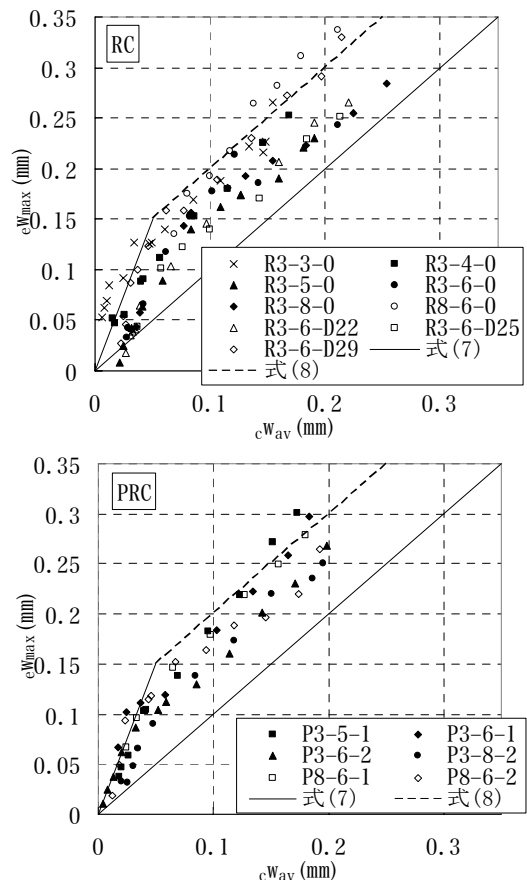 RC
0.35
0.3
0.25
0.2
0.15
0.1
0.05
0
ewmax(mm)
R3-3-0 R3-4-0
R3-5-0 R3-6-0
R3-8-0 R8-6-0
R3-6-D22 R3-6-D25
R3-6-D29 式(7)
式(8)
0 0.1 0.2 0.3
cwav(mm)
PRC
0.35
0.3
0.25
0.2
0.15
0.1
0.05
0
ewmax(mm)
P3-5-1 P3-6-1
P3-6-2 P3-8-2
P8-6-1 P8-6-2
式(7) 式(8)
0 0.1 0.2 0.3
cwav(mm)